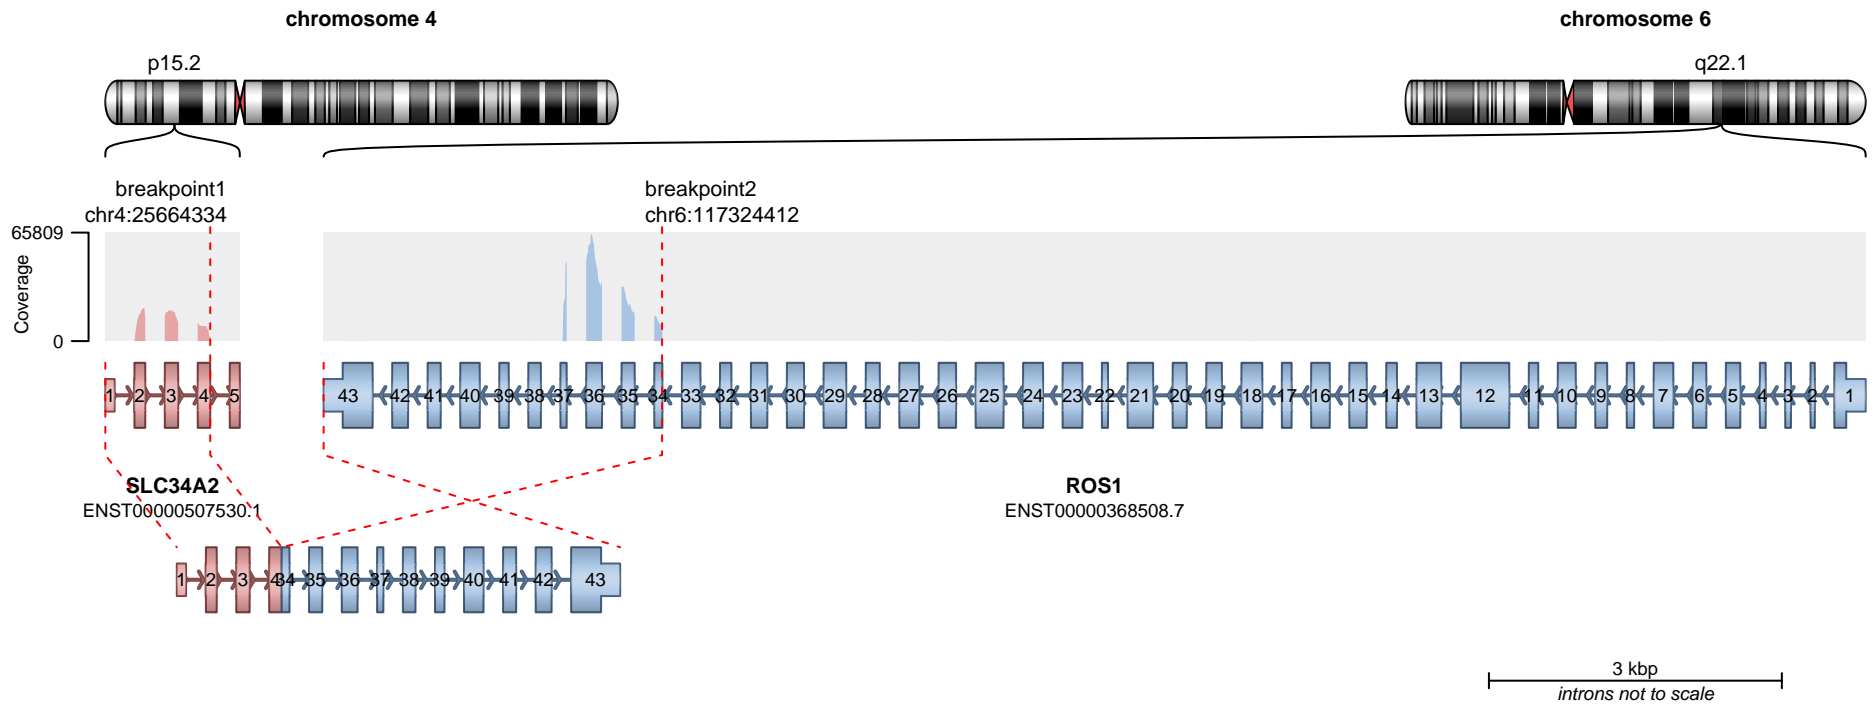 chromosome 4
chromosome 6
p15.2
q22.1
breakpoint1
chr4:25664334
breakpoint2
chr6:117324412
65809
Coverage
0
1 2 3 4 5
43 42 41 40 39 38 37 36 35 34 33 32 31 30 29 28 27 26 25 24 23 22 21 20 19 18 17 16 15 14 13 12 11 10 9 8 7 6 5 4 3 2 1
SLC34A2
ENST00000507530.1
ROS1
ENST00000368508.7
1 2 3 4 34 35 36 37 38 39 40 41 42 43
3 kbp
introns not to scale